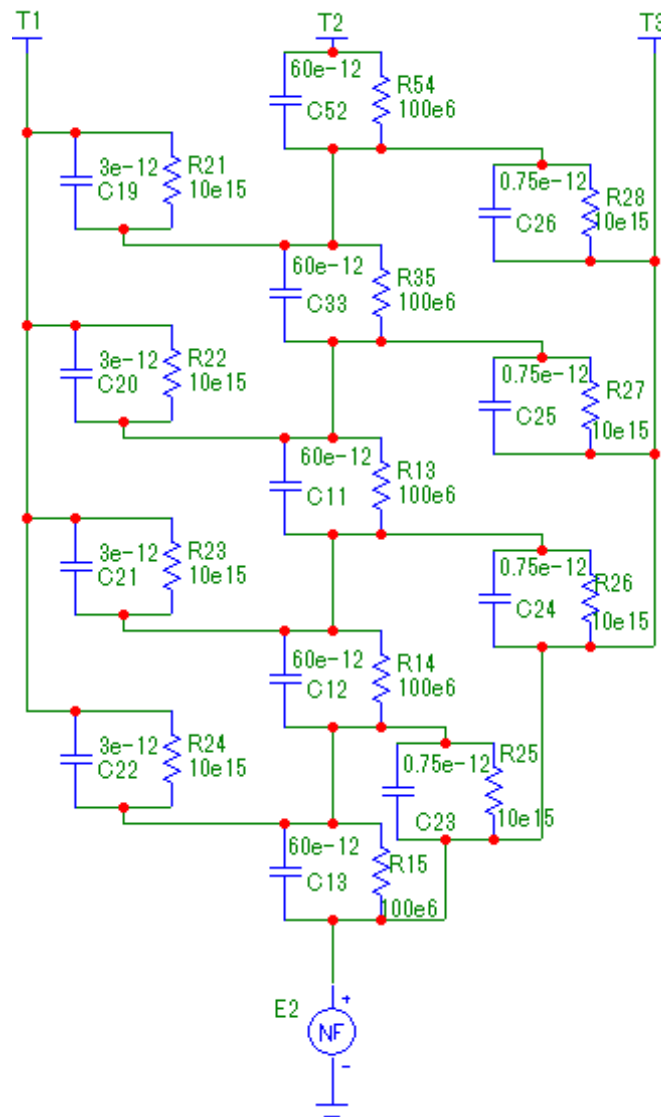 T1
T2
T3
60e-12
C52
R54
100e6
3e-12
C19
R21
10e15
0.75e-12
C26
R28
10e15
60e-12
C33
R35
100e6
3e-12
C20
R22
10e15
0.75e-12
C25
R27
10e15
60e-12
C11
R13
100e6
3e-12
C21
R23
10e15
0.75e-12
C24
R26
10e15
60e-12
C12
R14
100e6
3e-12
C22
R24
10e15
0.75e-12
C23
R25
10e15
60e-12
C13
R15
100e6
E2
+
NF
-